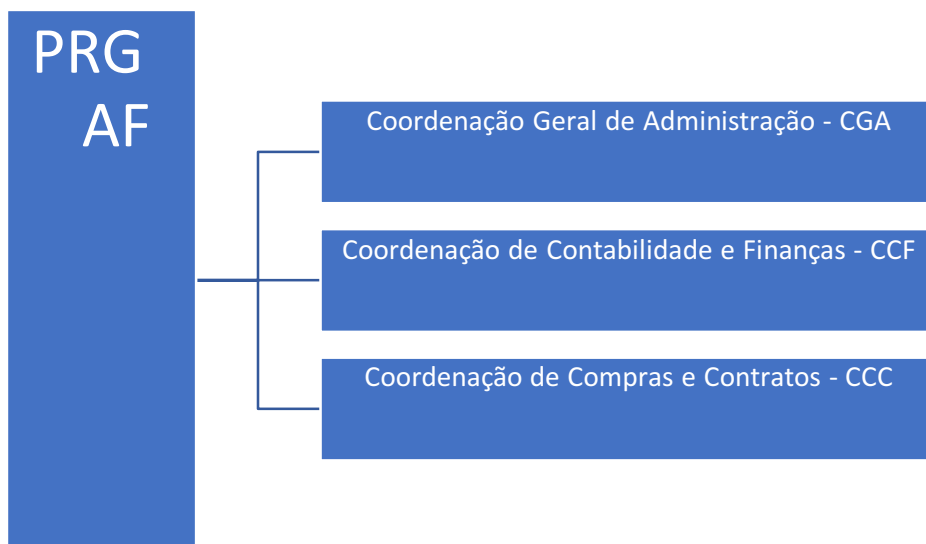 PRG
AF
Coordenação Geral de Administração - CGA
Coordenação de Contabilidade e Finanças - CCF
Coordenação de Compras e Contratos - CCC